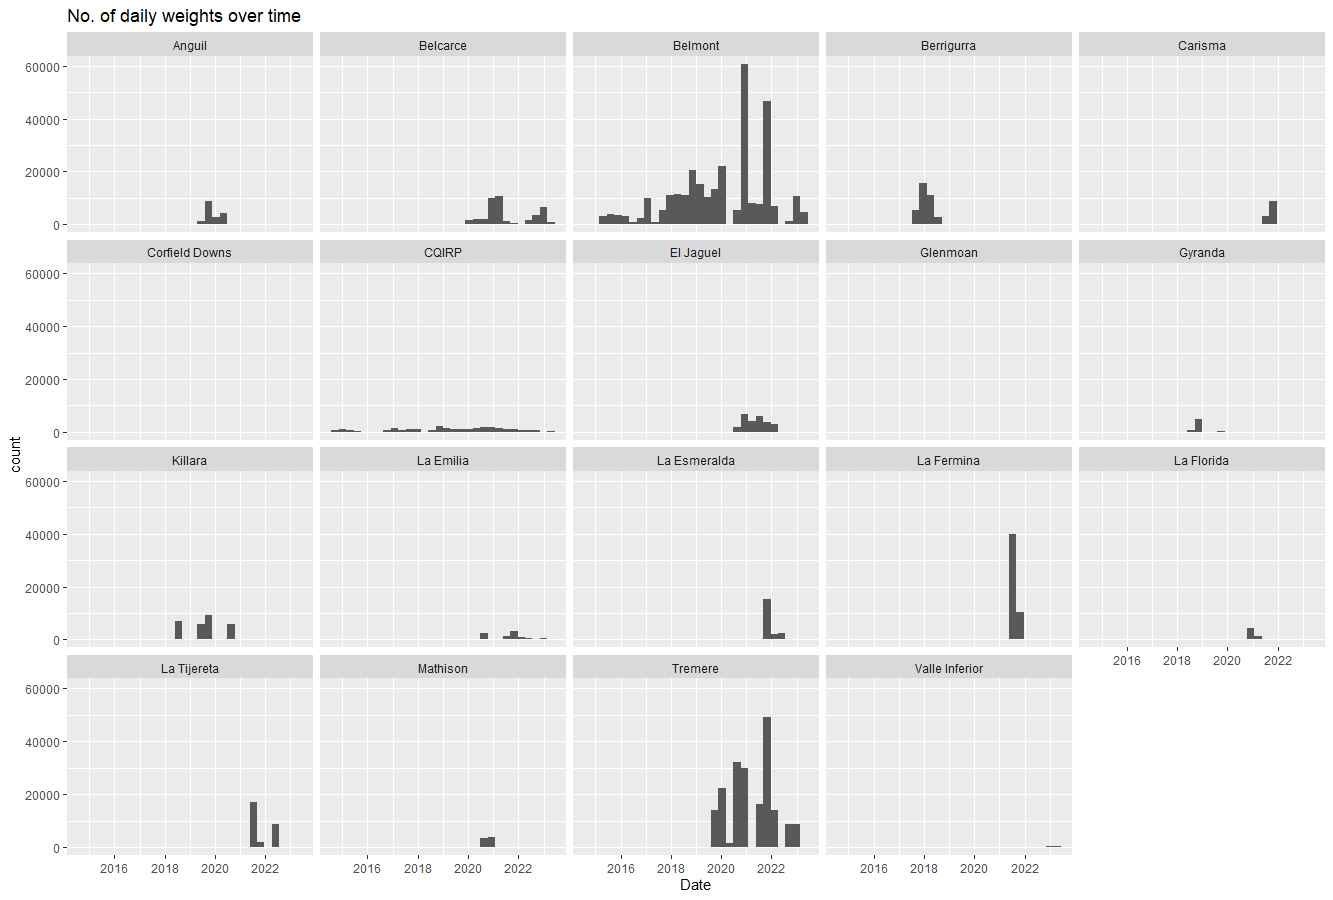 No. of daily weights over time
Anguil Belcarce Belmont Berrigurra Carisma
60000
40000
20000
0
Corfield Downs CQIRP El Jaguel Glenmoan Gyranda
60000
40000
20000
0
count
Killara La Emilia La Esmeralda La Fermina La Florida
60000
40000
20000
0
2016 2018 2020 2022
La Tijereta Mathison Tremere Valle Inferior
60000
40000
20000
0
2016 2018 2020 2022 2016 2018 2020 2022 2016 2018 2020 2022 2016 2018 2020 2022
Date